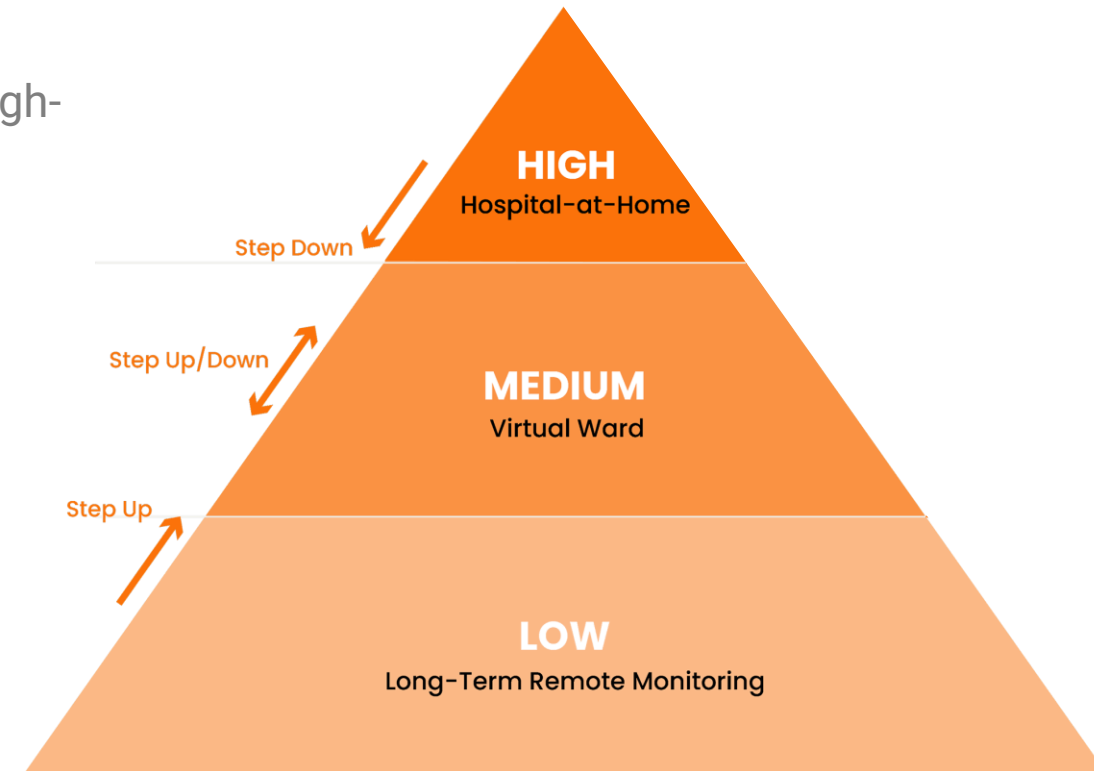 gh-
HIGH
Hospital-at-Home
Step Down
Step Up/Down
MEDIUM
Virtual Ward
Step Up
LOW
Long-Term Remote Monitoring